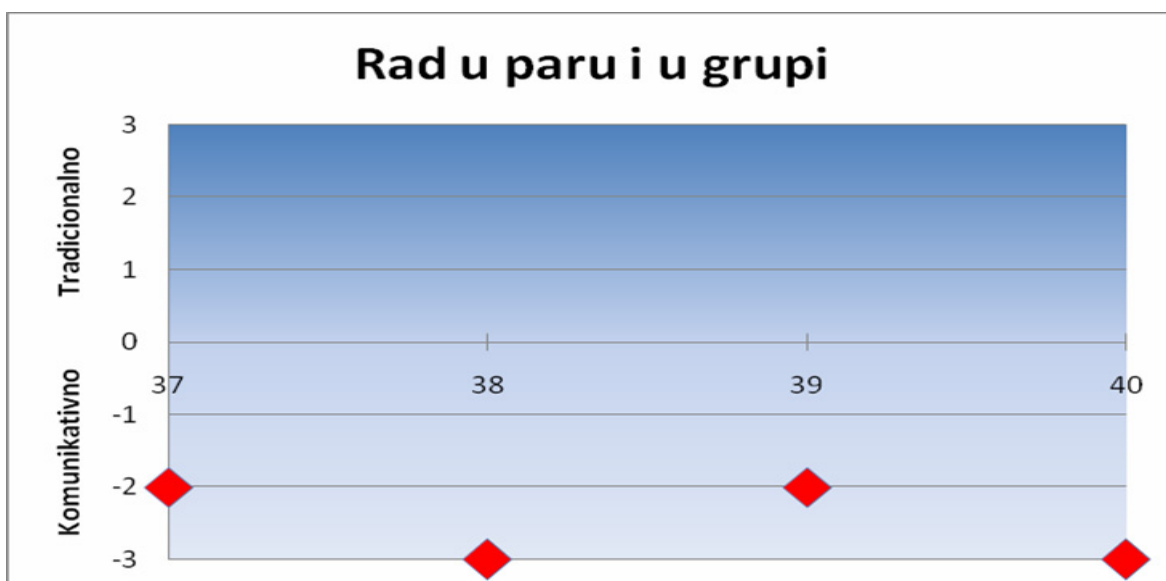 Rad u paru i u grupi
Tradicionalno
Komunikativno
3
2
1
0
-1
-2
-3
37 38 39 40